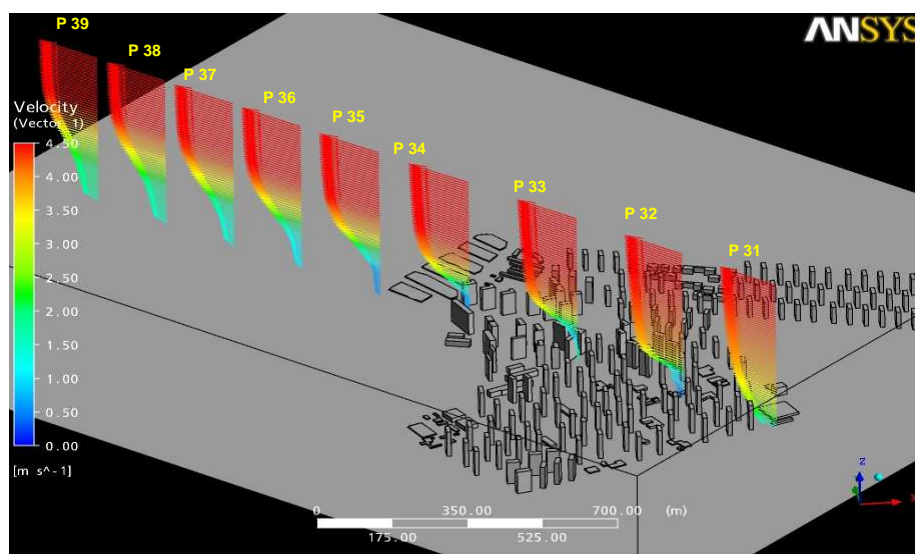 P 39
P 38
P 37
P 36
P 35
P 34
P 33
P 32
P 31
ANSYS
Velocity
(Vector 1)
4.50
4.00
3.50
3.00
2.50
2.00
1.50
1.00
0.50
0.00
[m s^-1]
0 350.00 700.00 (m)
175.00 525.00
Z
X